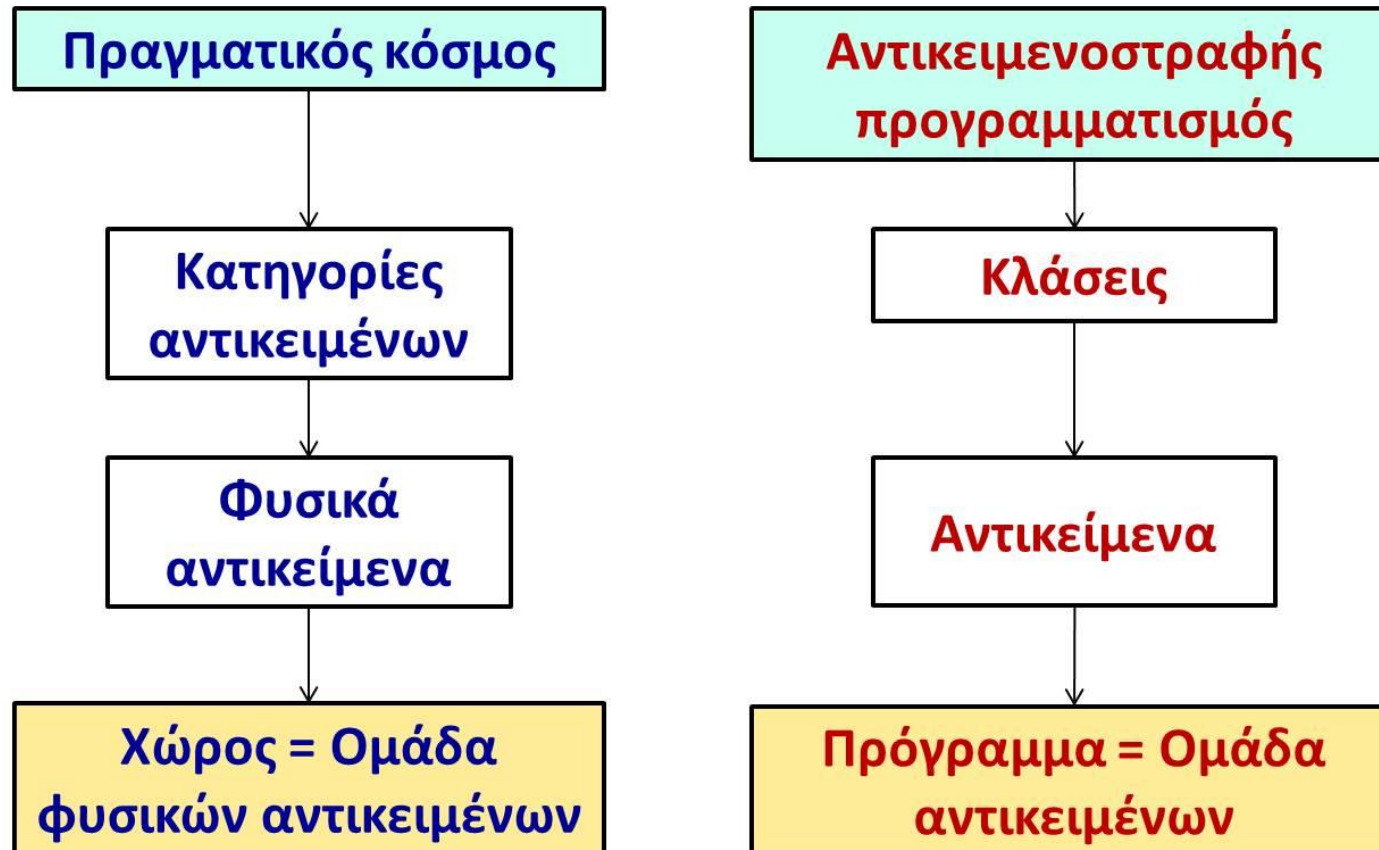 Πραγματικός κόσμος
Κατηγορίες
αντικειμένων
Φυσικά
αντικείμενα
Χώρος = Ομάδα
φυσικών αντικειμένων
Αντικειμενοστραφής
προγραμματισμός
Κλάσεις
Αντικείμενα
Πρόγραμμα = Ομάδα
αντικειμένων